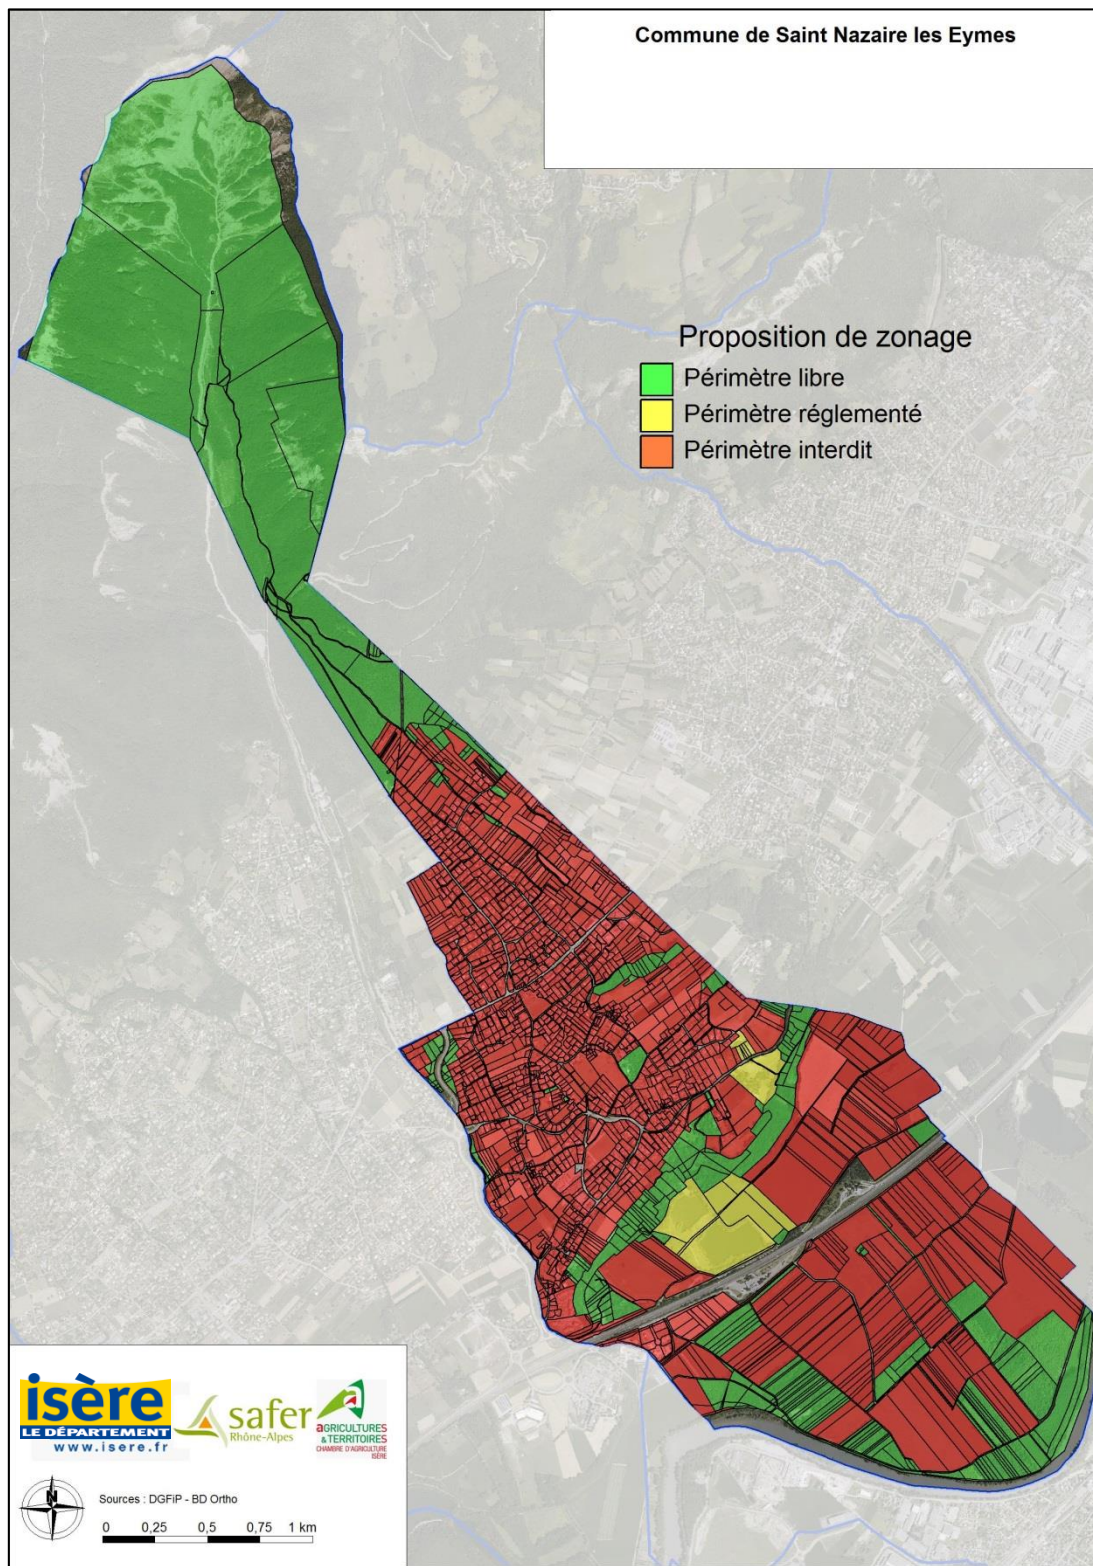 Commune de Saint Nazaire les Eymes
Proposition de zonage
Périmètre libre
Périmètre réglementé
Périmètre interdit
isère
LE DÉPARTEMENT
www.isere.fr
safer
Rhône-Alpes
aGRICULTURES
& TERRITOIRES
CHAMBRE D'AGRICULTURE
ISÈRE
N
Sources : DGFiP - BD Ortho
0 0,25 0,5 0,75 1 km